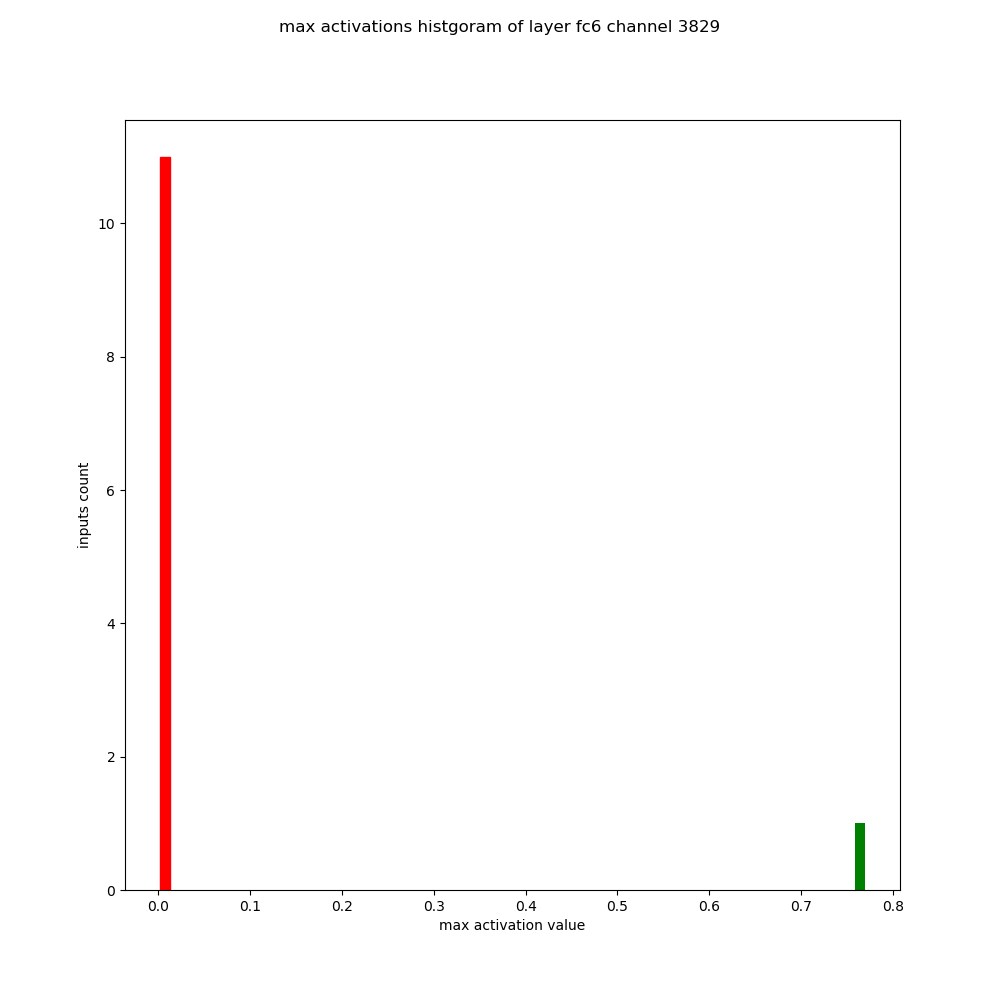 max activations histgoram of layer fc6 channel 3829
10
8
6
4
2
0
inputs count
0.0 0.1 0.2 0.3 0.4 0.5 0.6 0.7 0.8
max activation value